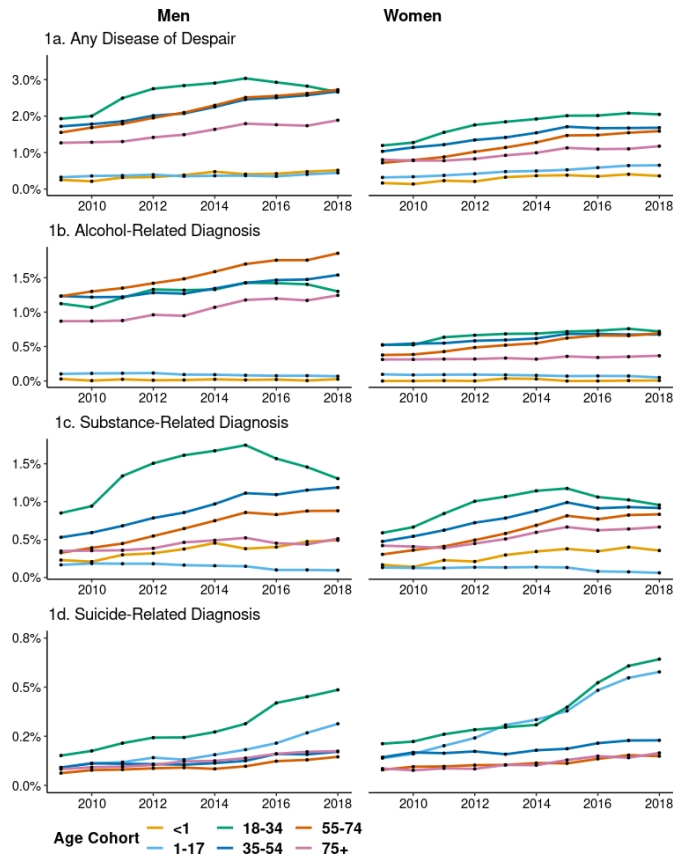 Men Women
1a. Any Disease of Despair
3.0%
2.0%
1.0%
0.0%
2010 2012 2014 2016 2018 2010 2012 2014 2016 2018
1b. Alcohol-Related Diagnosis
1.5%
1.0%
0.5%
0.0%
2010 2012 2014 2016 2018 2010 2012 2014 2016 2018
1c. Substance-Related Diagnosis
1.5%
1.0%
0.5%
0.0%
2010 2012 2014 2016 2018 2010 2012 2014 2016 2018
1d. Suicide-Related Diagnosis
0.8%
0.5%
0.2%
0.0%
2010 2012 2014 2016 2018 2010 2012 2014 2016 2018
Age Cohort <1 18-34 55-74
1-17 35-54 75+